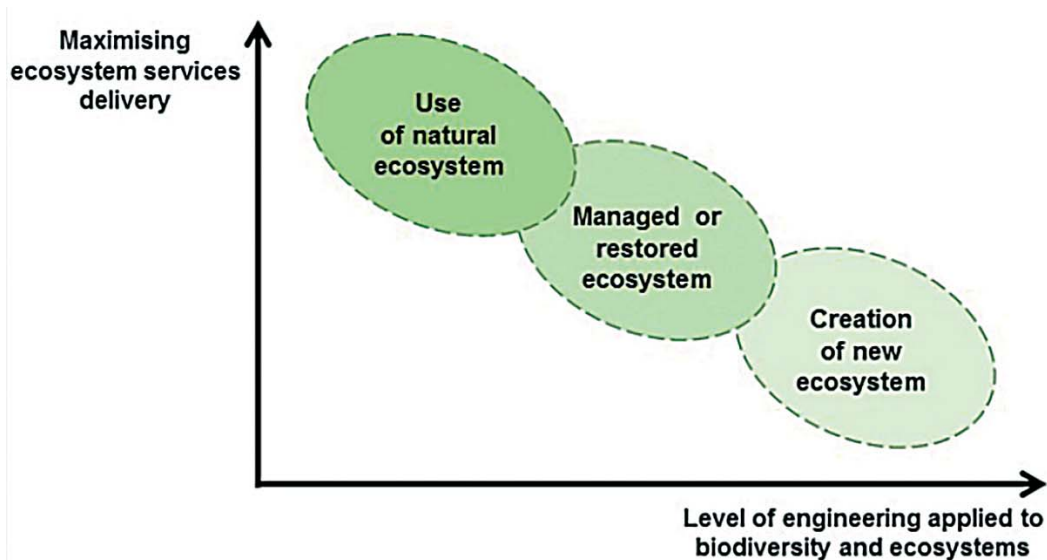 Maximising
ecosystem services
delivery
Use
of natural
ecosystem
Managed or
restored
ecosystem
Creation
of new
ecosystem
Level of engineering applied to
biodiversity and ecosystems